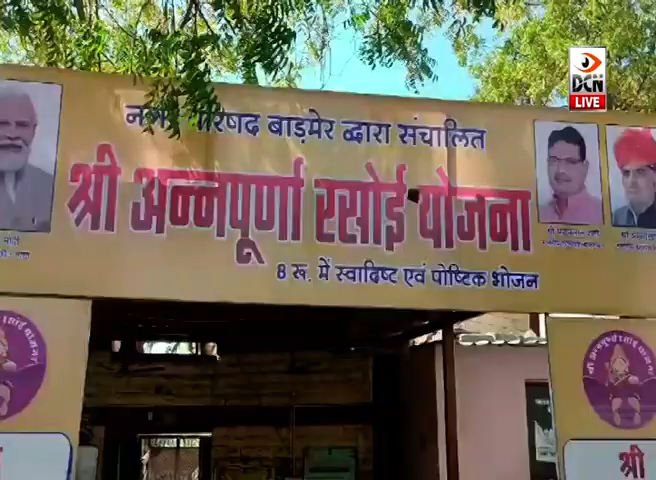 DCN
LIVE
नगर परिषद बाड़मेर द्वारा संचालित
श्री अन्नपूर्णा रसोई योजना
8 रू. में स्वादिष्ट एवं पोष्टिक भोजन
श्री